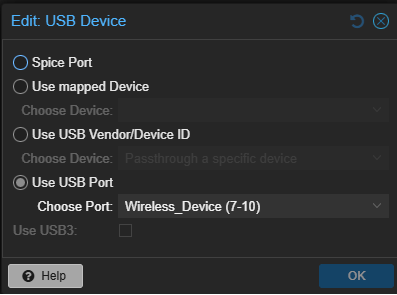 Edit: USB Device
Spice Port
Use mapped Device
Choose Device:
Use USB Vendor/Device ID
Choose Device: Passthrough a specific device
Use USB Port
Choose Port: Wireless_Device (7-10)
Use USB3:
? Help
OK